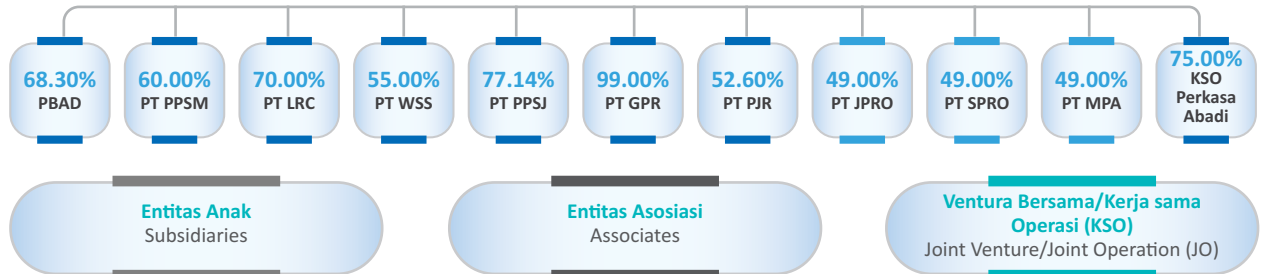 68.30%
PBAD
60.00%
PT PPSM
70.00%
PT LRC
55.00%
PT WSS
77.14%
PT PPSJ
99.00%
PT GPR
52.60%
PT PJR
49.00%
PT JPRO
49.00%
PT SPRO
49.00%
PT MPA
75.00%
KSO
Perkasa
Abadi
Entitas Anak
Subsidiaries
Entitas Asosiasi
Associates
Ventura Bersama/Kerja sama
Operasi (KSO)
Joint Venture/Joint Operation (JO)